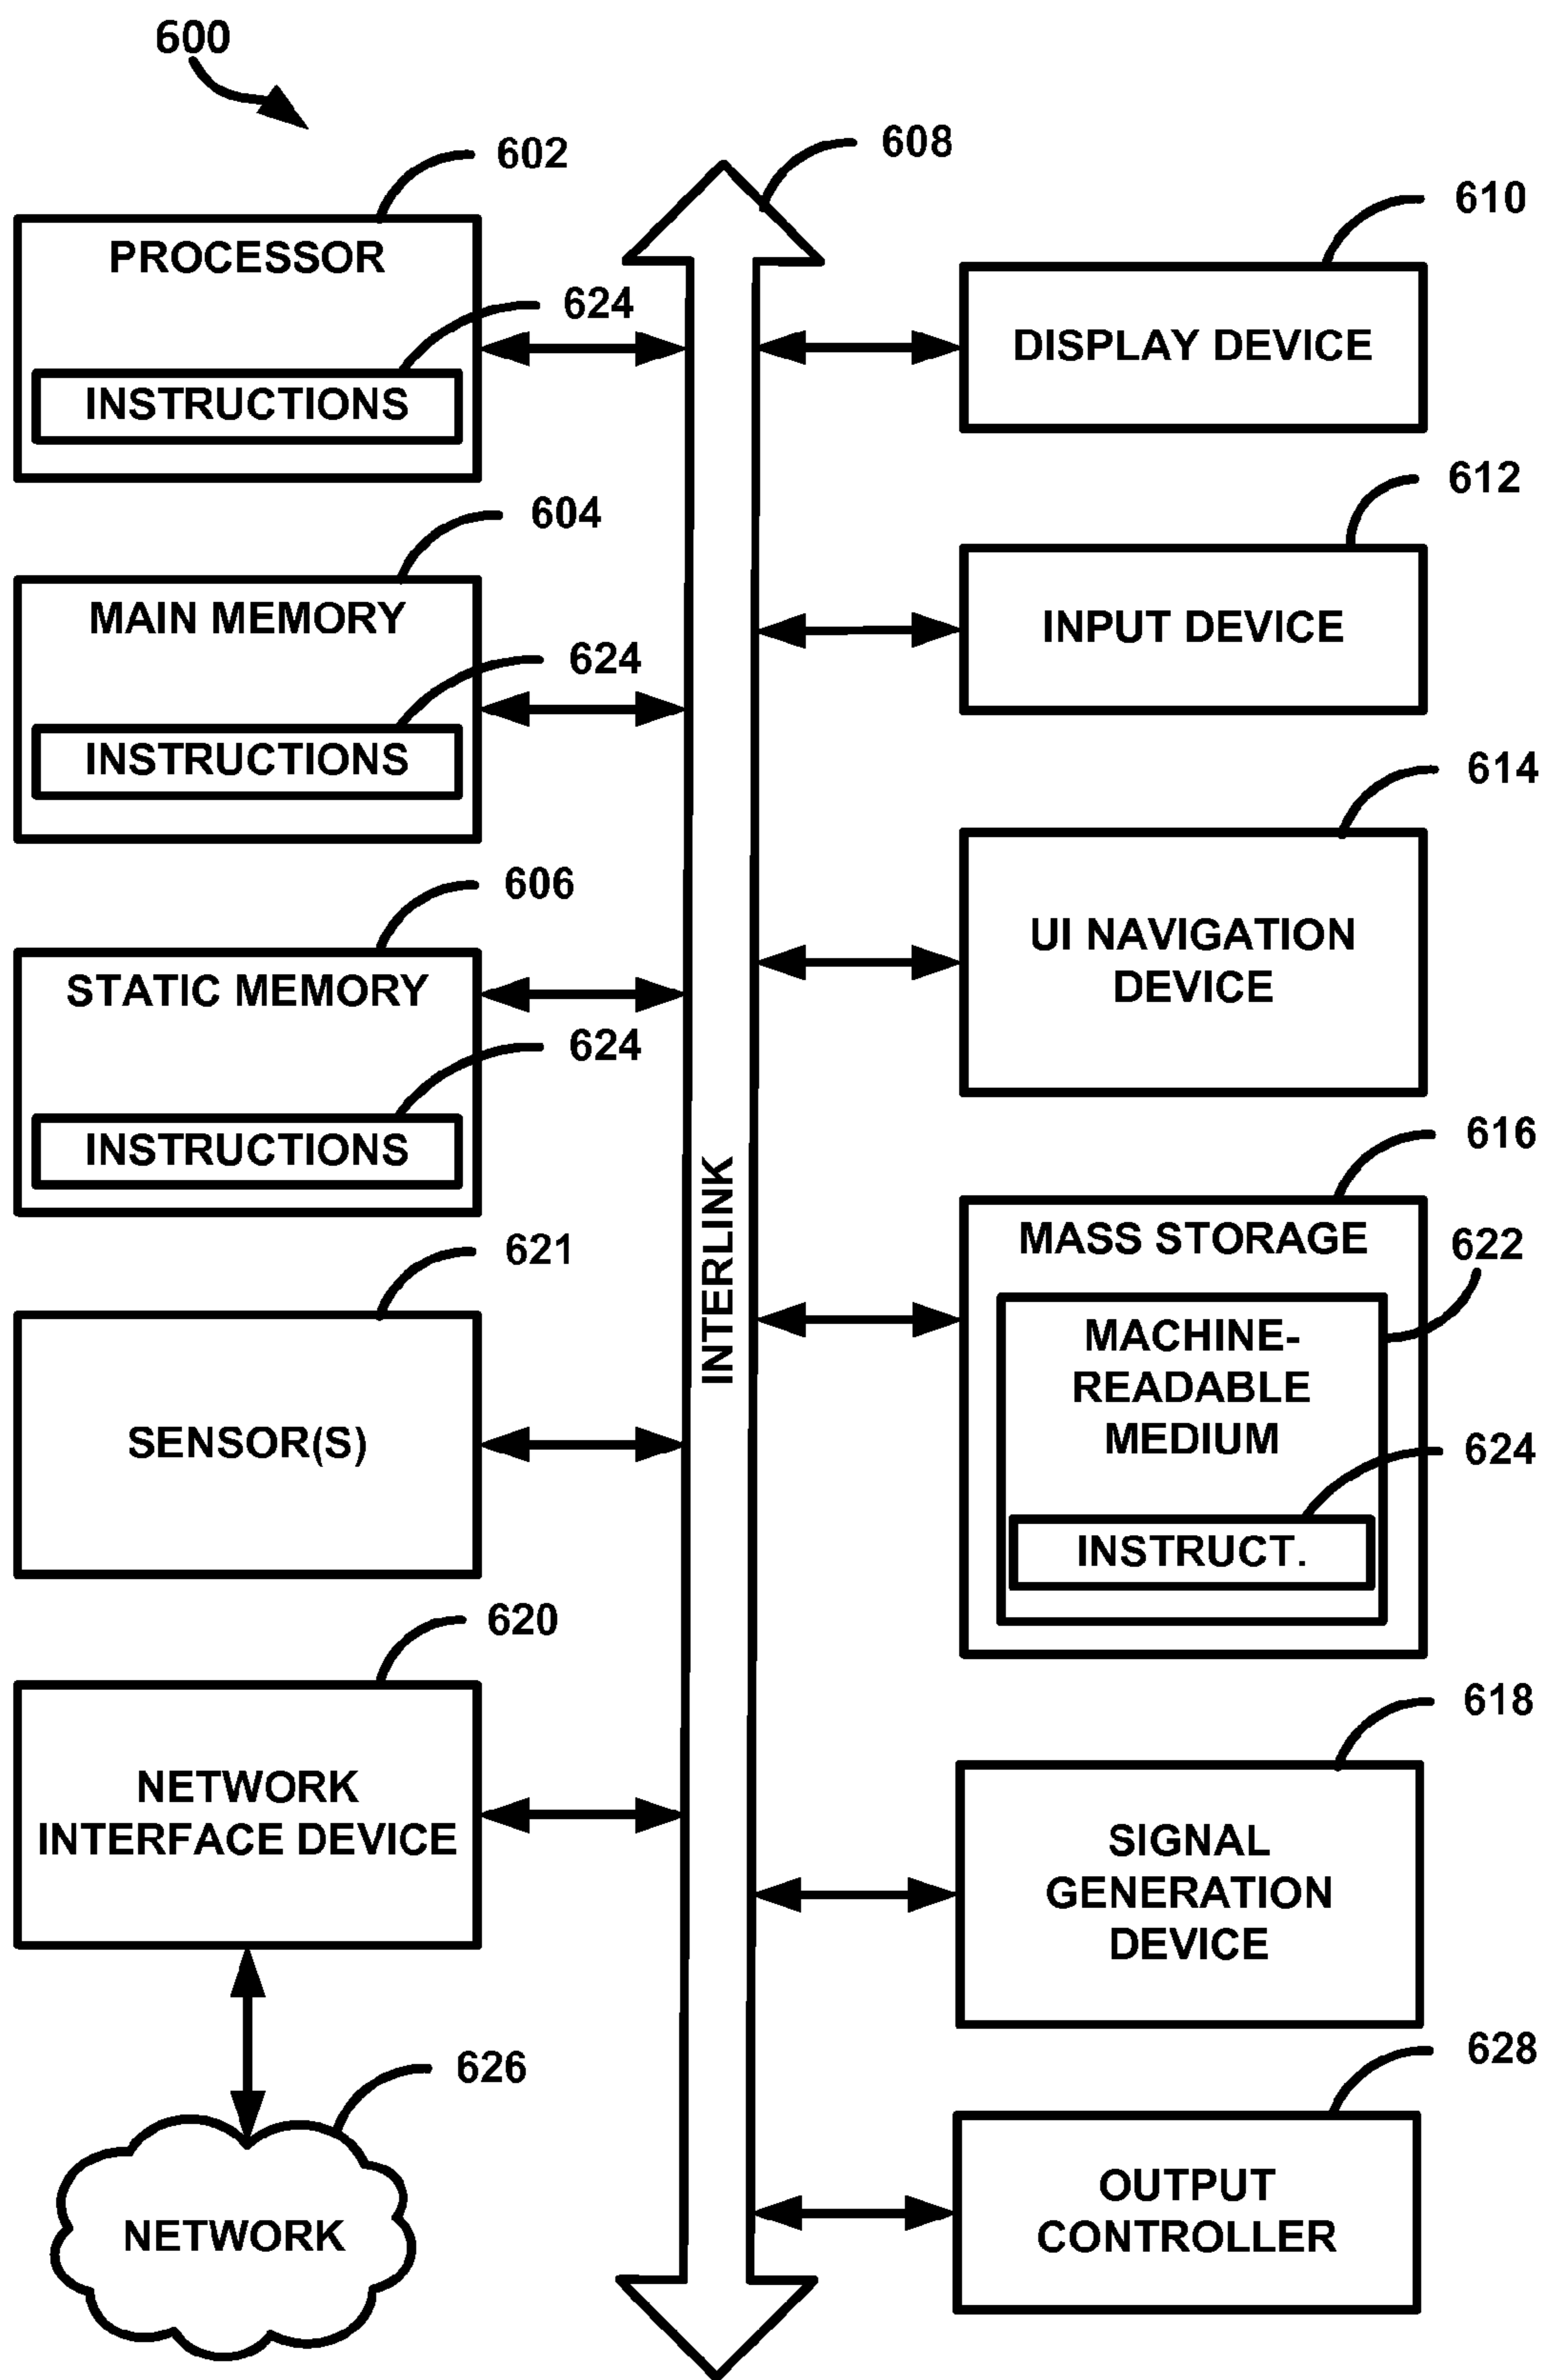 600
602
PROCESSOR
624
INSTRUCTIONS
604
MAIN MEMORY
624
INSTRUCTIONS
606
STATIC MEMORY
624
INSTRUCTIONS
621
SENSOR(S)
620
NETWORK
INTERFACE DEVICE
626
NETWORK
608
INTERLINK
610
DISPLAY DEVICE
612
INPUT DEVICE
614
UI NAVIGATION
DEVICE
616
MASS STORAGE
622
MACHINE-
READABLE
MEDIUM
624
INSTRUCT.
618
SIGNAL
GENERATION
DEVICE
628
OUTPUT
CONTROLLER